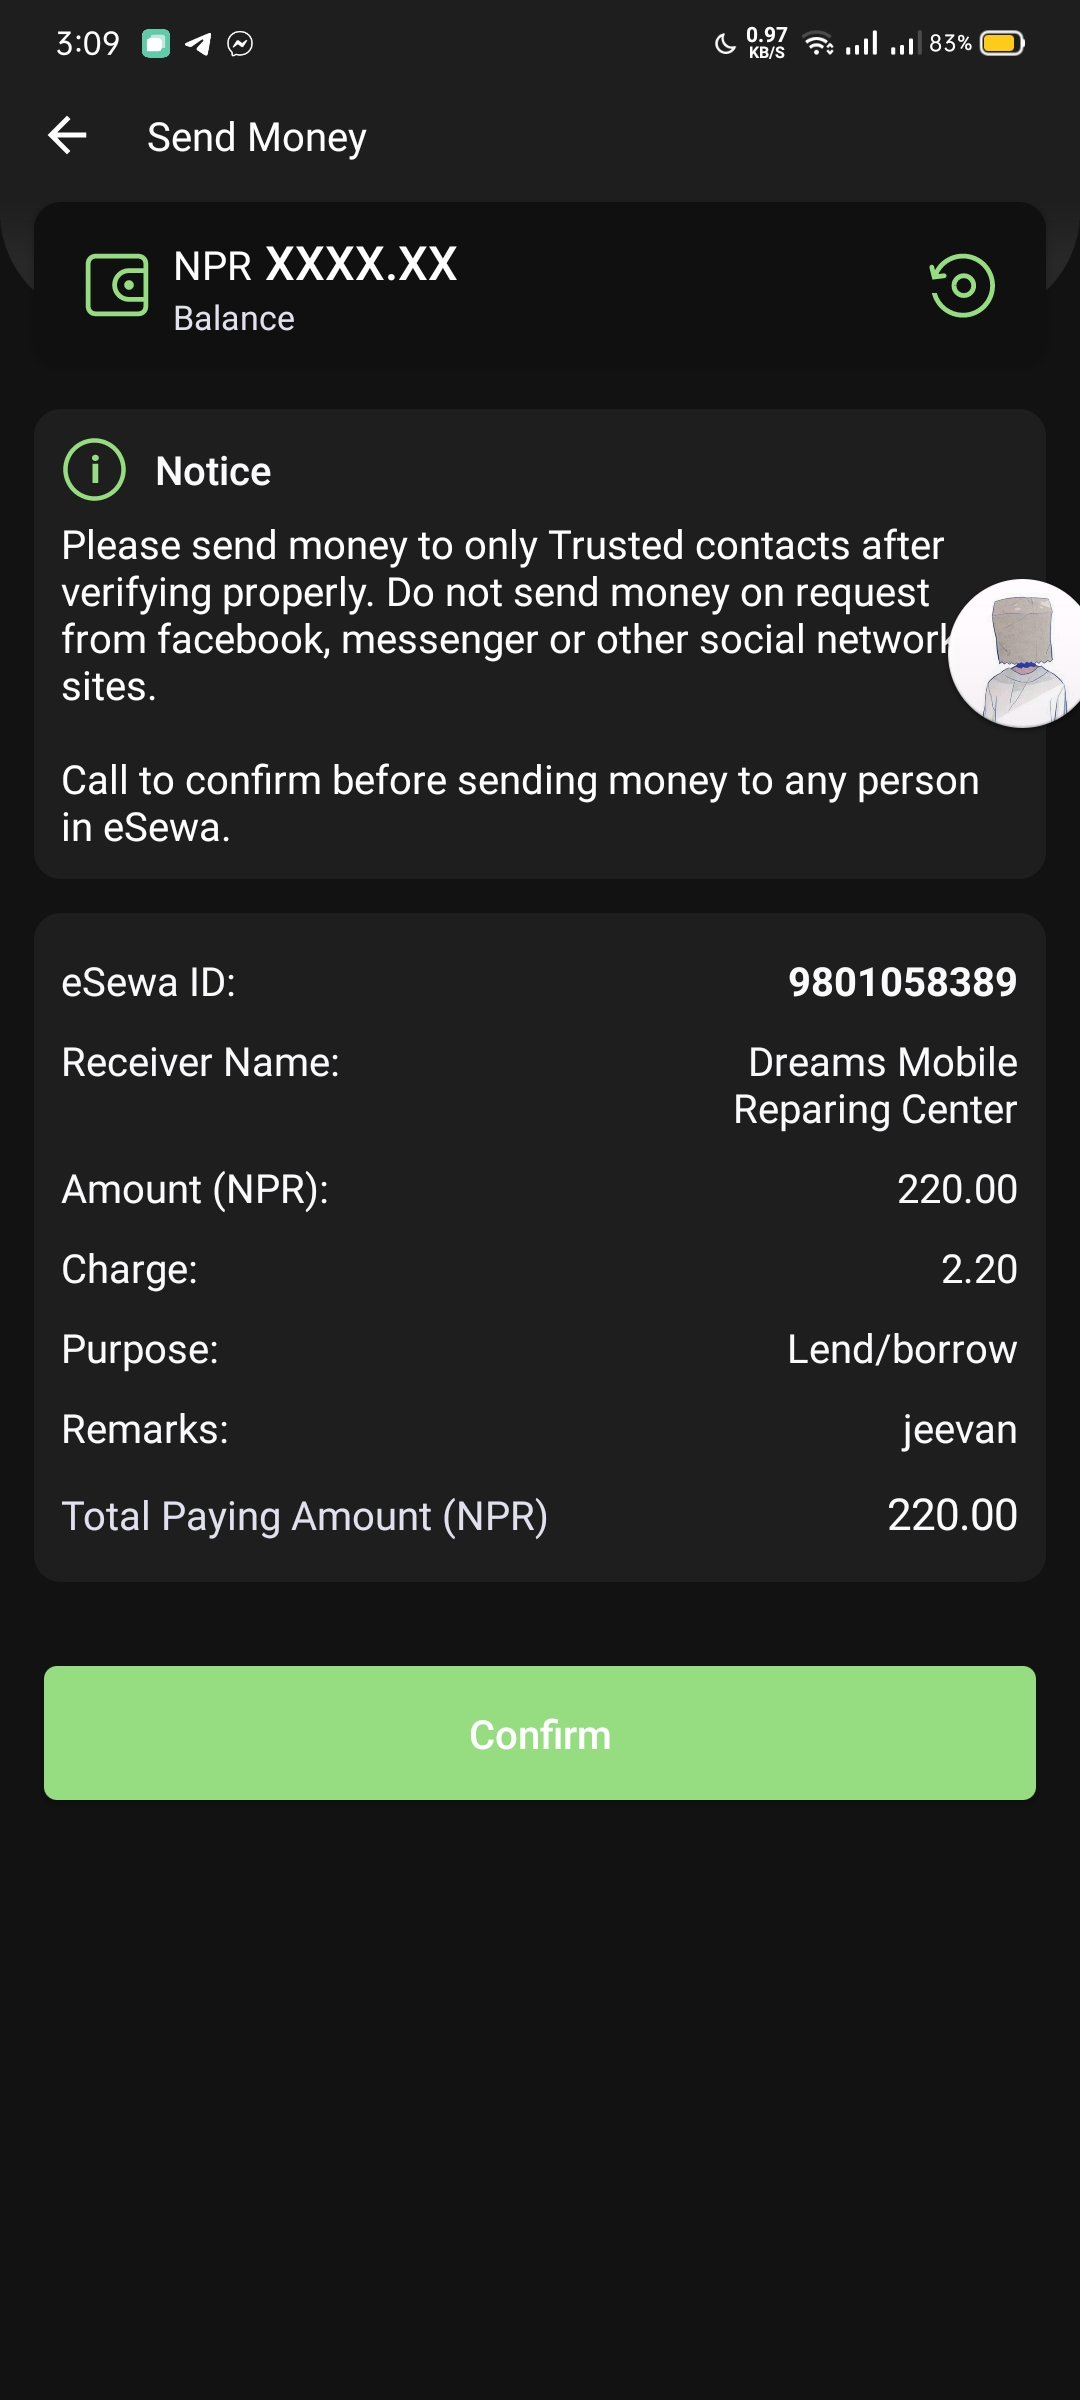 3:09
0.97
KB/S
83%
Send Money
NPR XXXX.XX
Balance
Notice
Please send money to only Trusted contacts after
verifying properly. Do not send money on request
from facebook, messenger or other social network
sites.
Call to confirm before sending money to any person
in eSewa.
eSewa ID: 9801058389
Receiver Name: Dreams Mobile
Reparing Center
Amount (NPR): 220.00
Charge: 2.20
Purpose: Lend/borrow
Remarks: jeevan
Total Paying Amount (NPR) 220.00
Confirm